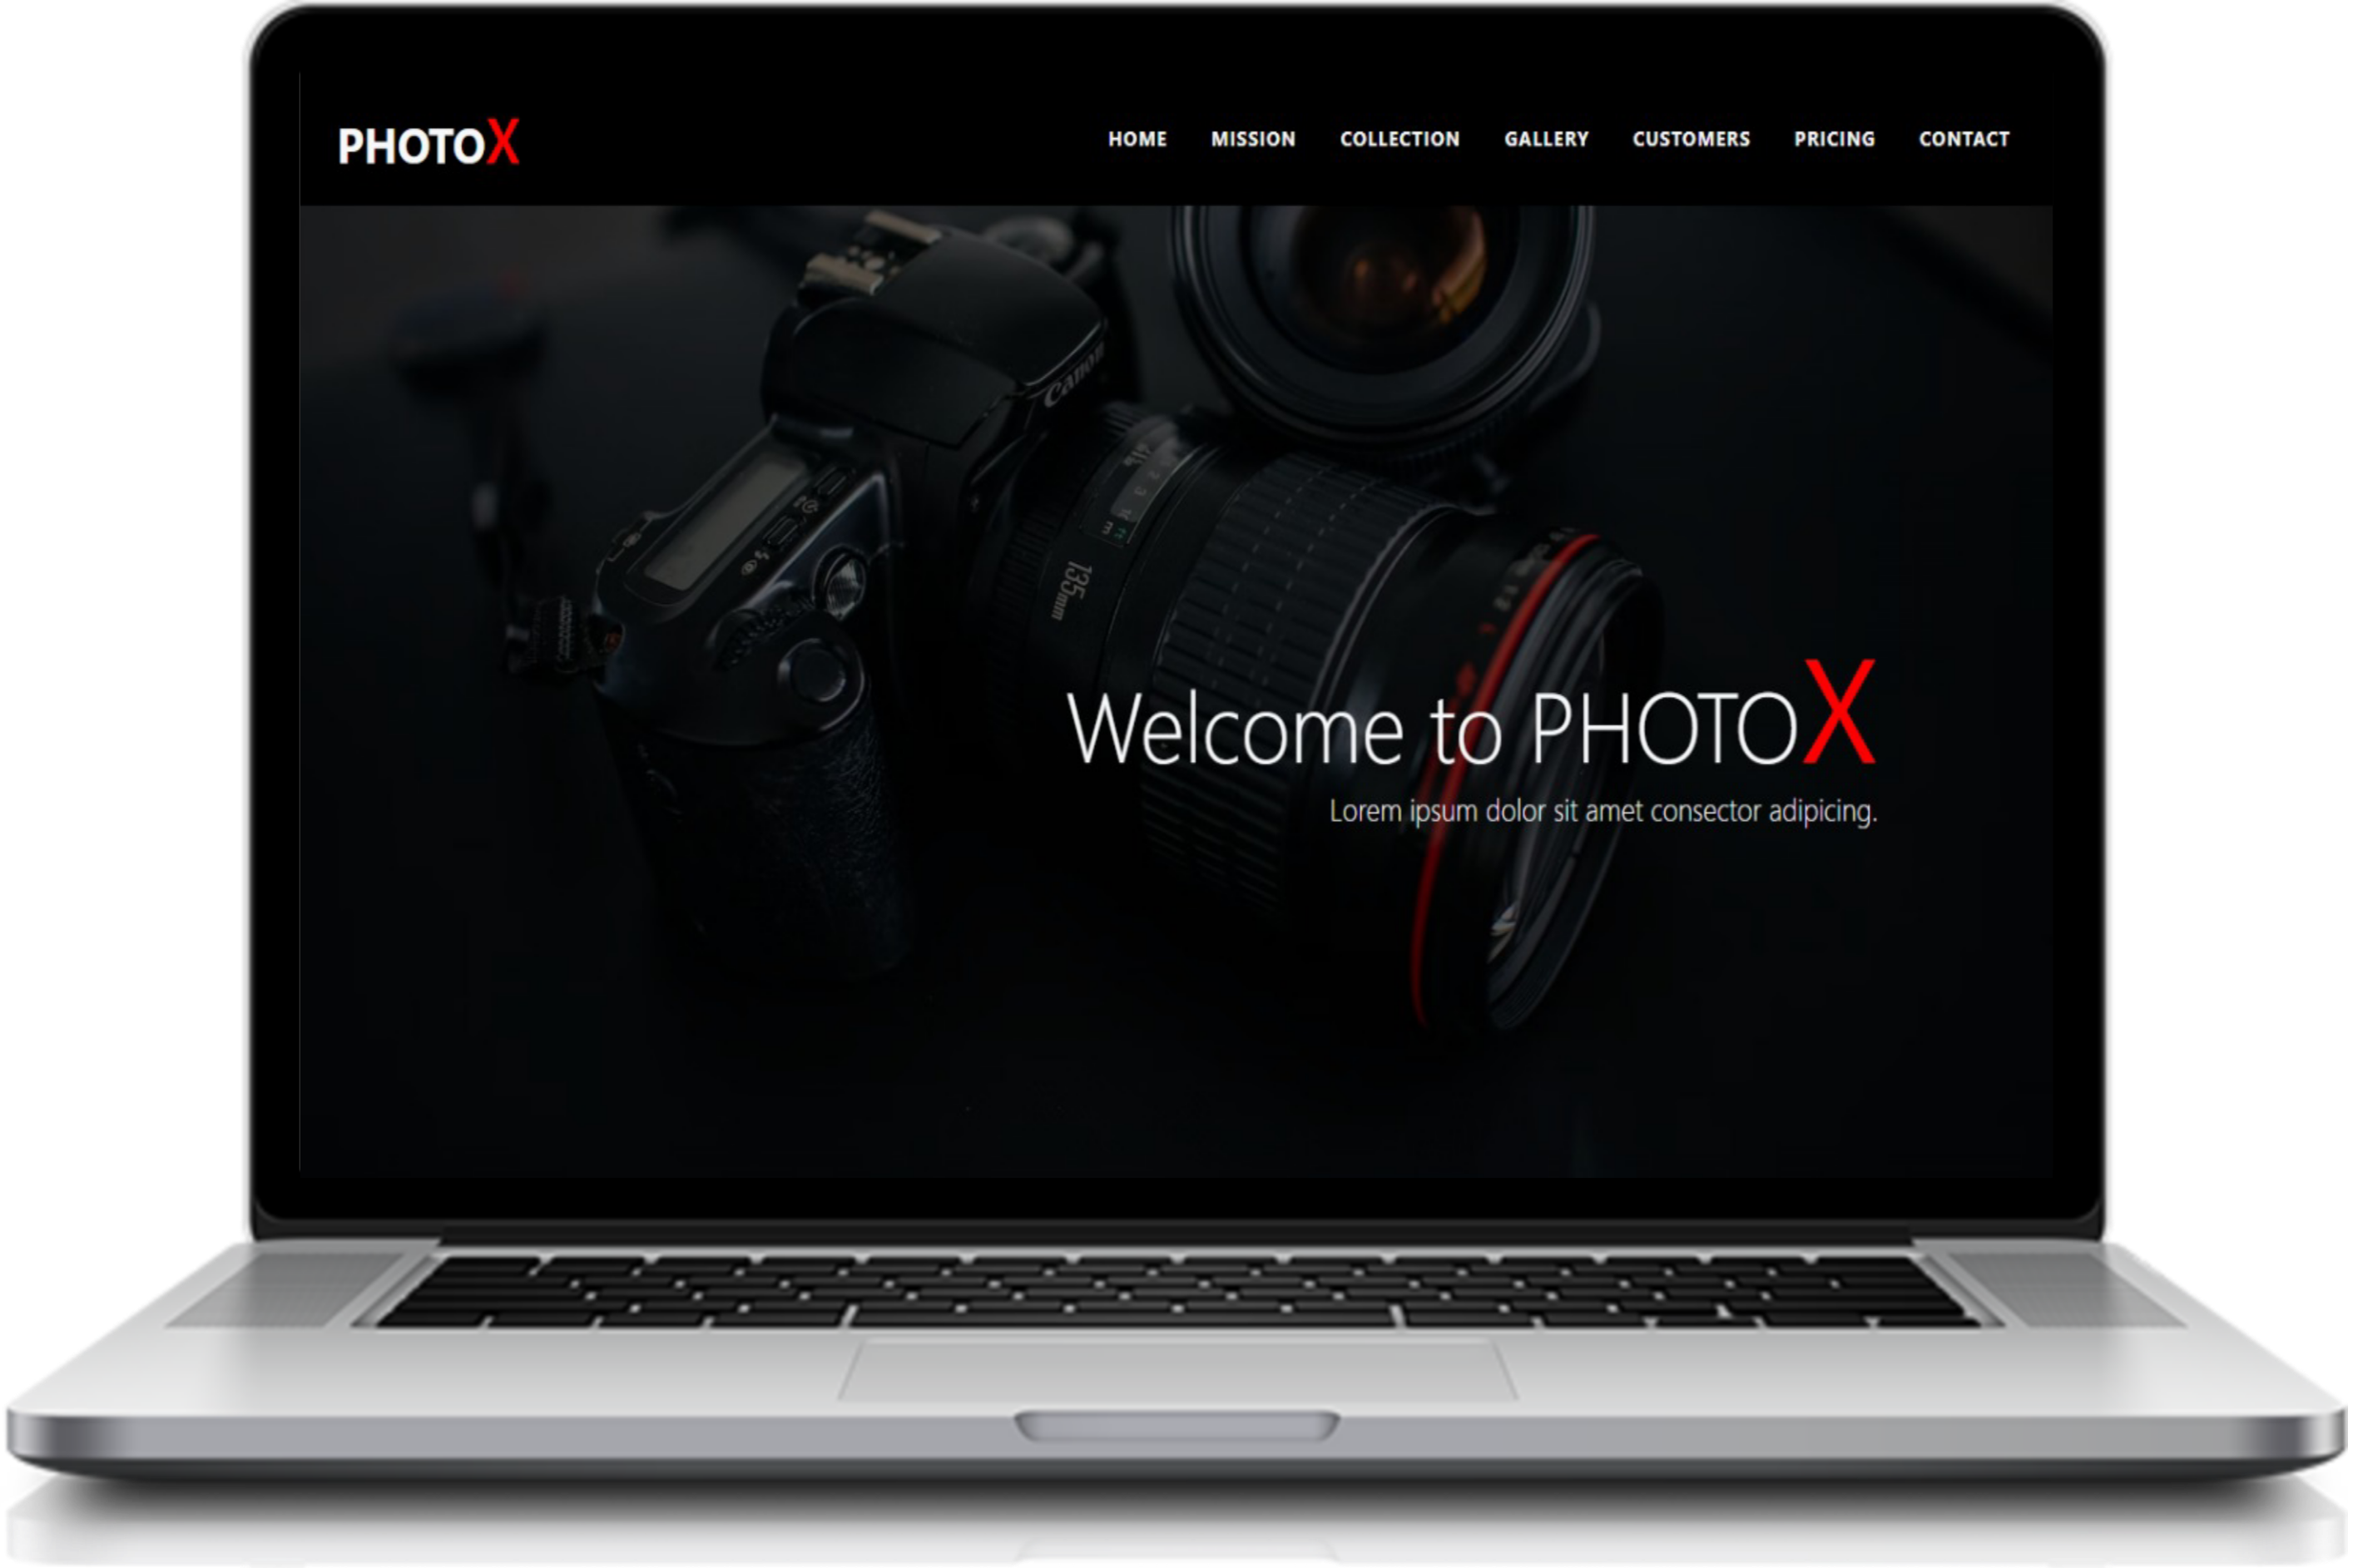 PHOTOX
HOME MISSION COLLECTION GALLERY CUSTOMERS PRICING CONTACT
Canon
135mm
Welcome to PHOTOX
Lorem ipsum dolor sit amet consector adipicing.